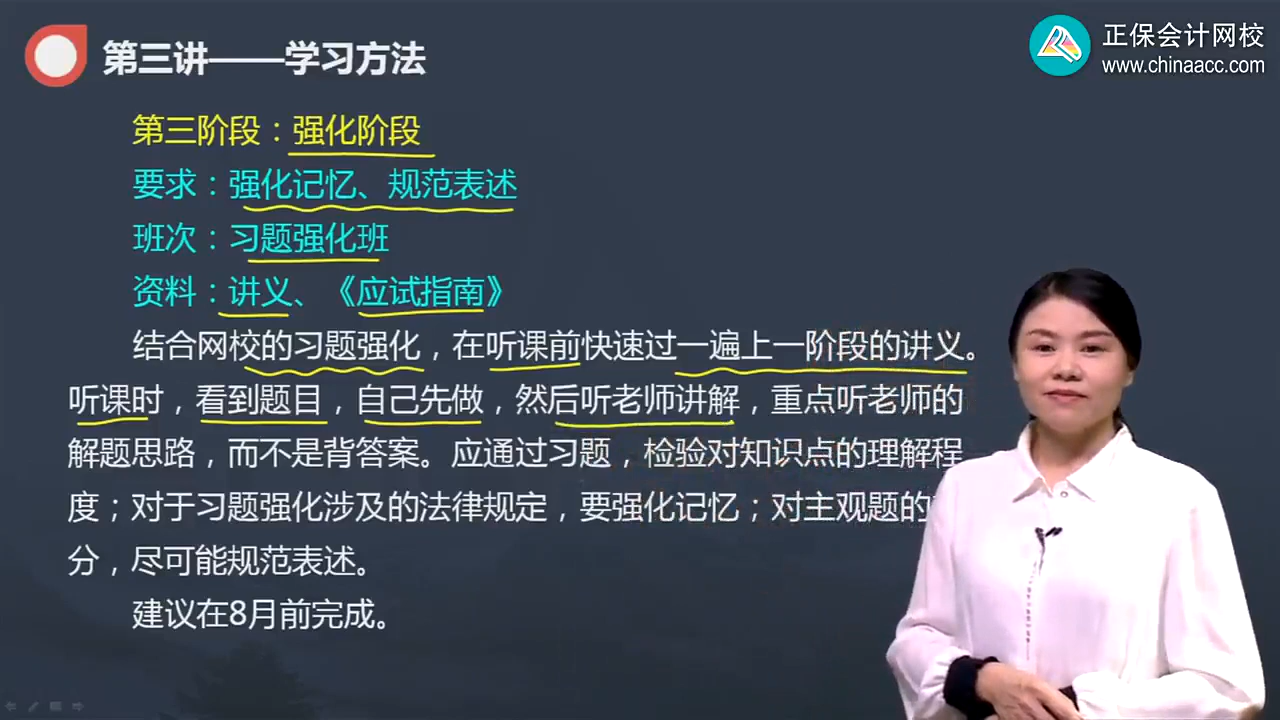 第三讲——学习方法
正保会计网校
www.chinaacc.com
第三阶段：强化阶段
要求：强化记忆、规范表述
班次：习题强化班
资料：讲义、《应试指南》
结合网校的习题强化，在听课前快速过一遍上一阶段的讲义。
听课时，看到题目，自己先做，然后听老师讲解，重点听老师的
解题思路，而不是背答案。应通过习题，检验对知识点的理解程
度；对于习题强化涉及的法律规定，要强化记忆；对主观题的
分，尽可能规范表述。
建议在8月前完成。